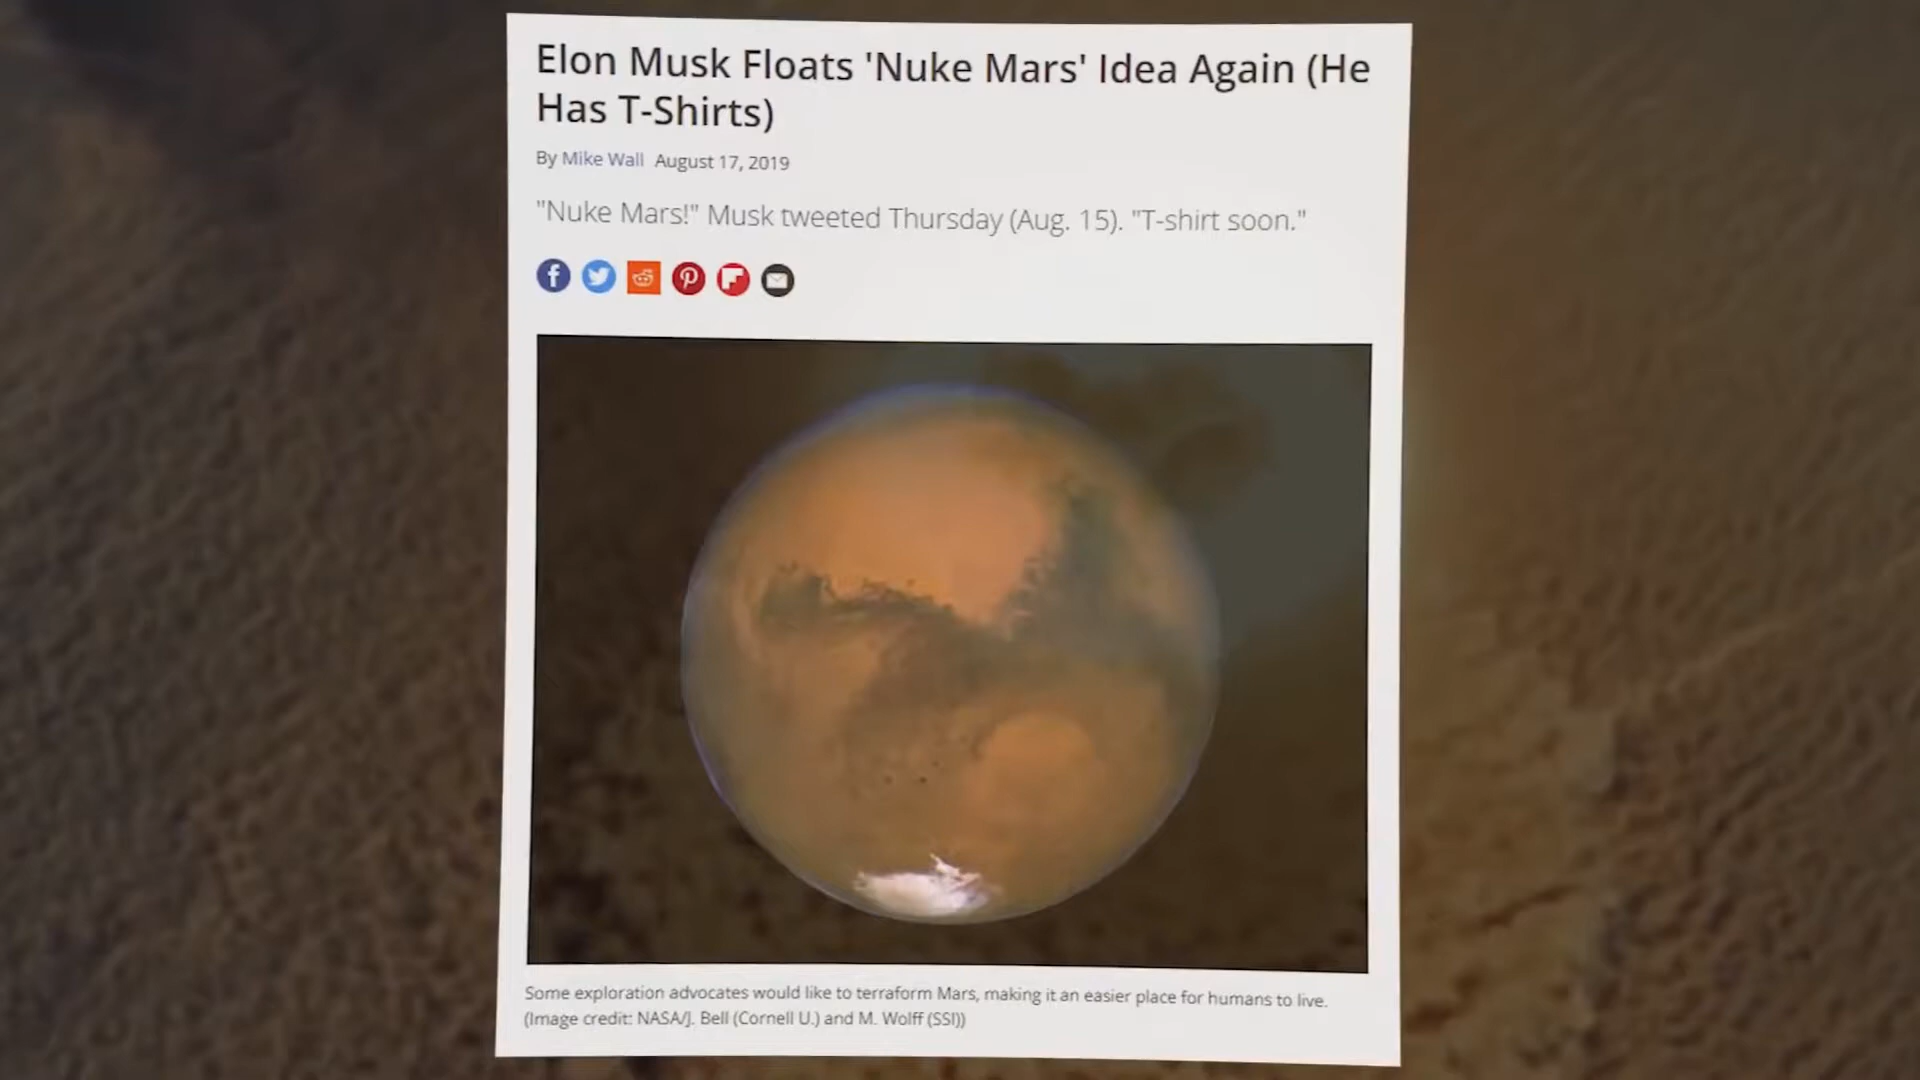 Elon Musk Floats 'Nuke Mars' Idea Again (He
Has T-Shirts)
By Mike Wall August 17, 2019
"Nuke Mars!" Musk tweeted Thursday (Aug. 15). "T-shirt soon."
Some exploration advocates would like to terraform Mars, making it an easier place for humans to live.
(Image credit: NASA/J. Bell (Cornell U.) and M. Wolff (SSI))